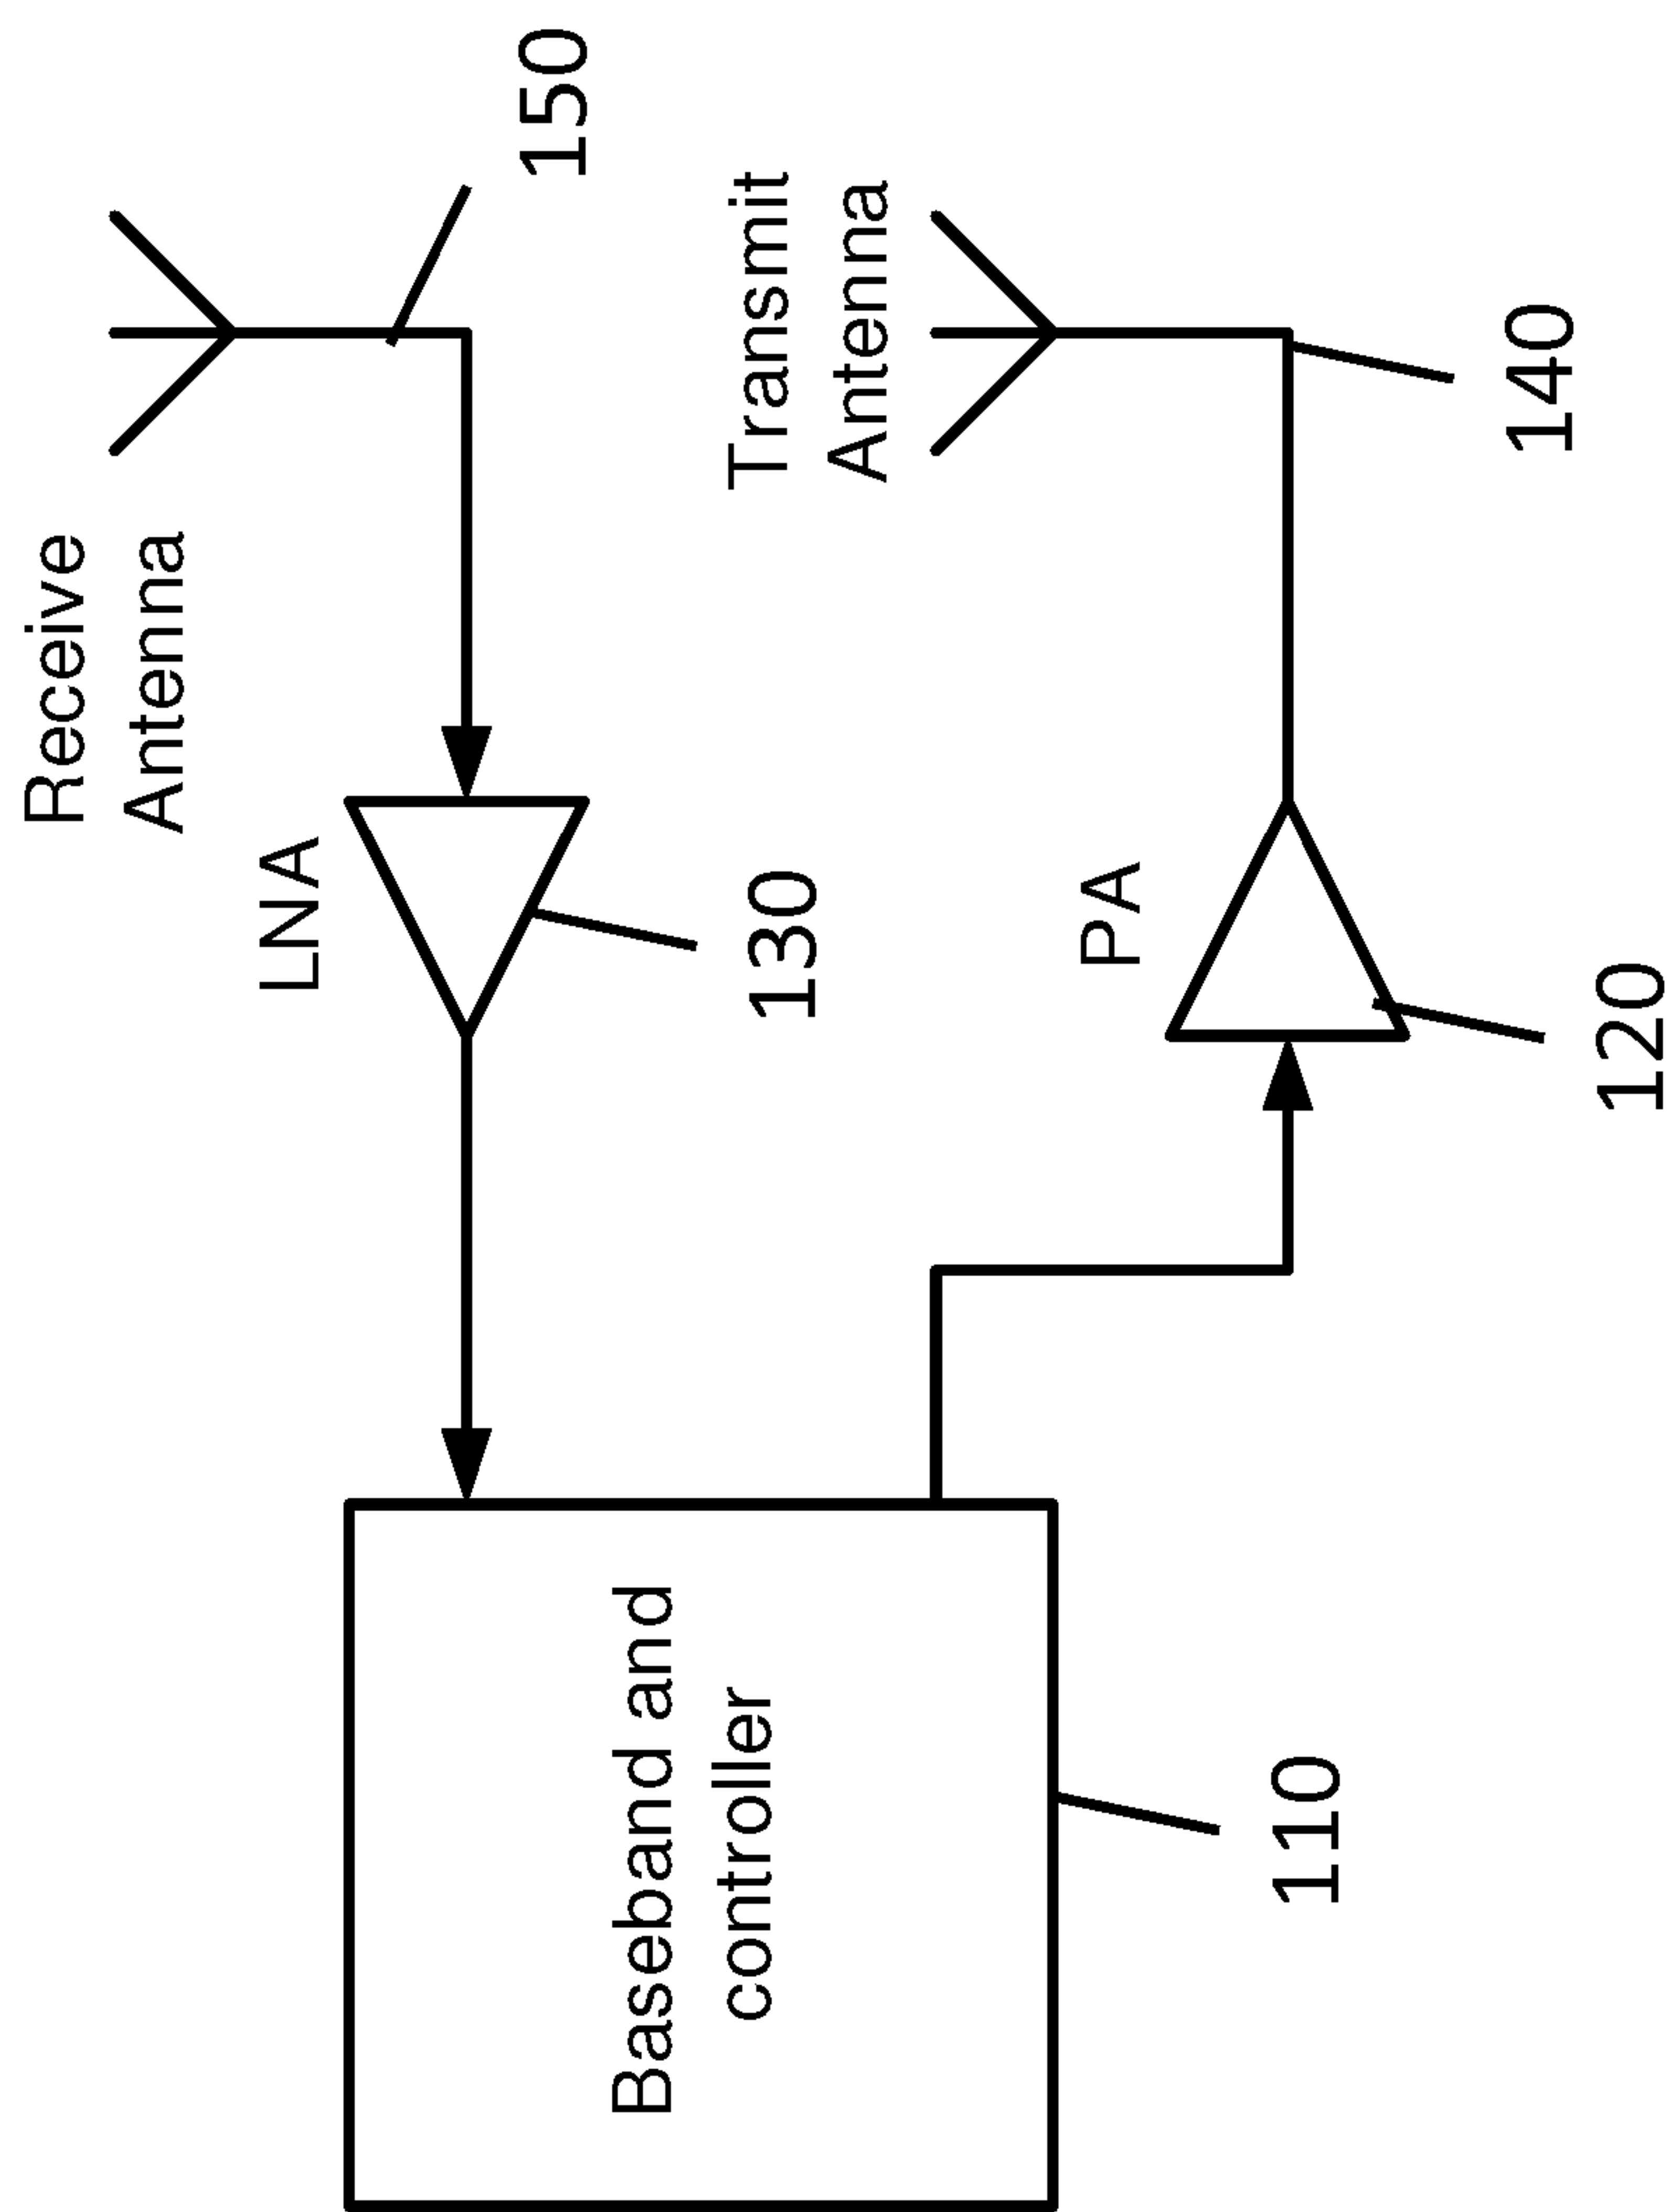 Receive
Antenna
150
LNA
130
Transmit
Antenna
140
PA
120
Baseband and
controller
110